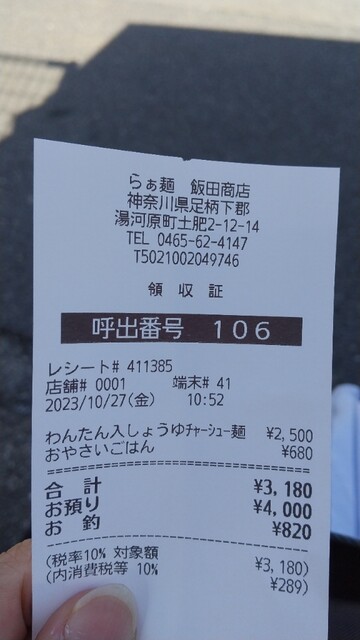 らぁ麺 飯田商店
神奈川県足柄下郡
湯河原町土肥2-12-14
TEL 0465-62-4147
T5021002049746
領収証
呼出番号 106
レシート# 411385
店舗# 0001 端末# 41
2023/10/27(金) 10:52
わんたん入しょうゆﾁｬｰｼｭｰ麺 ¥2,500
おやさいごはん ¥680
合計 ¥3,180
お預り ¥4,000
お釣 ¥820
(税率10% 対象額 ¥3,180)
(内消費税等 10% ¥289)